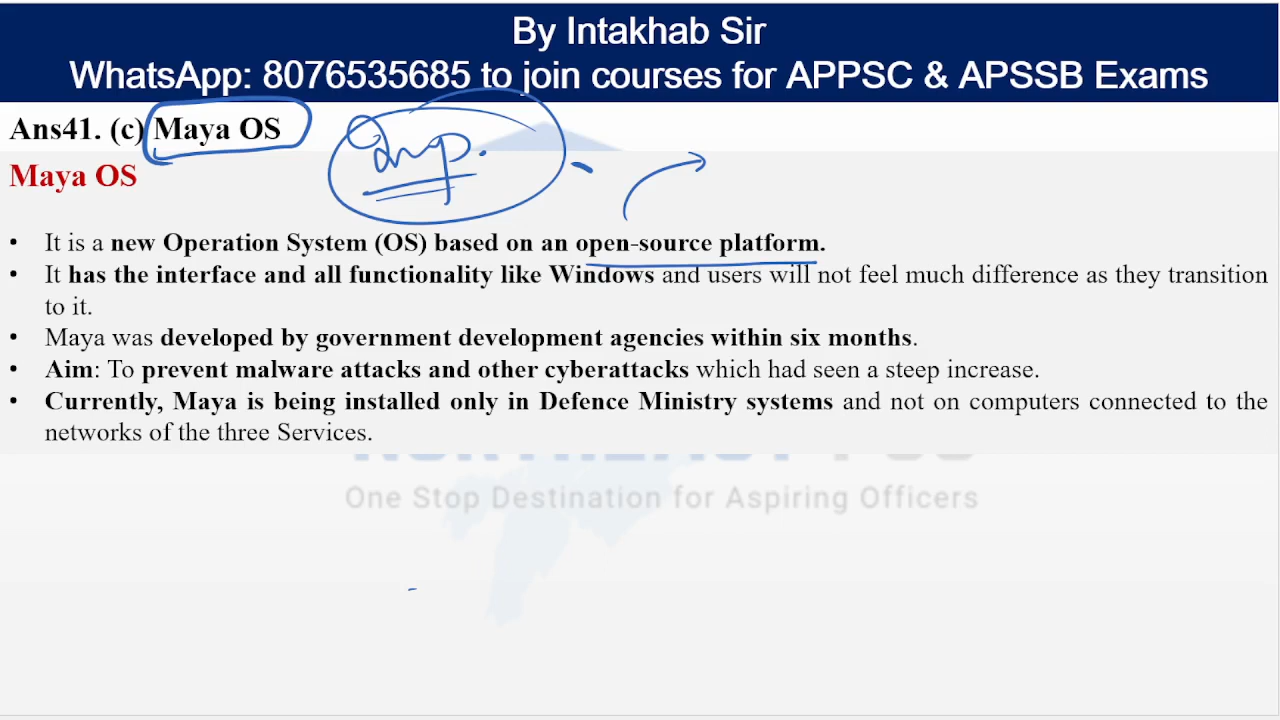 By Intakhab Sir
WhatsApp: 8076535685 to join courses for APPSC & APSSB Exams
Ans41. (c) Maya OS
Imp.
Maya OS
• It is a new Operation System (OS) based on an open-source platform.
• It has the interface and all functionality like Windows and users will not feel much difference as they transition
to it.
• Maya was developed by government development agencies within six months.
• Aim: To prevent malware attacks and other cyberattacks which had seen a steep increase.
• Currently, Maya is being installed only in Defence Ministry systems and not on computers connected to the
networks of the three Services.
One Stop Destination for Aspiring Officers